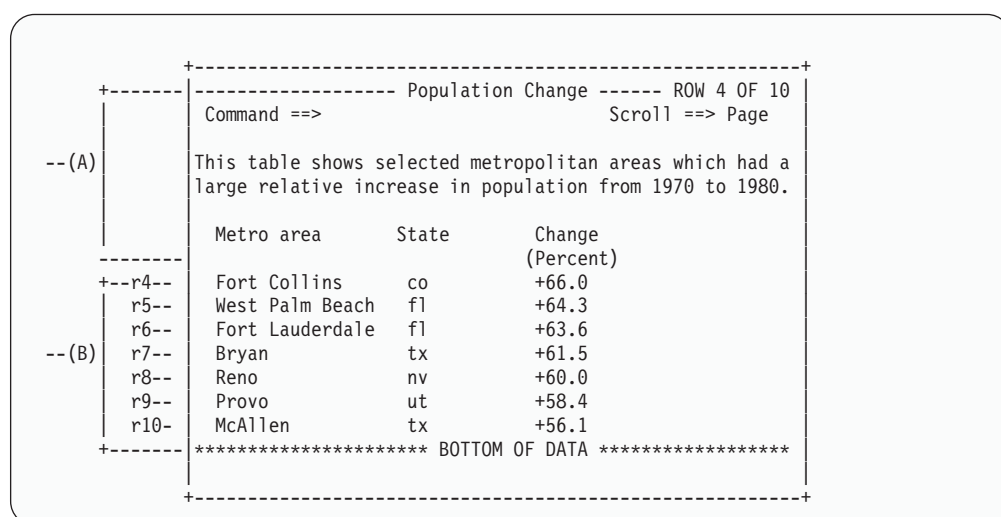 +---------------------------------------------------------+
+-------|------------------- Population Change ------ ROW 4 OF 10 |
| | Command ==> Scroll ==> Page |
| | |
--(A)| |This table shows selected metropolitan areas which had a |
| |large relative increase in population from 1970 to 1980. |
| | |
| | Metro area State Change |
--------| (Percent) |
+--r4-- | Fort Collins co +66.0 |
| r5-- | West Palm Beach fl +64.3 |
| r6-- | Fort Lauderdale fl +63.6 |
--(B)| r7-- | Bryan tx +61.5 |
| r8-- | Reno nv +60.0 |
| r9-- | Provo ut +58.4 |
| r10- | McAllen tx +56.1 |
+-------|********************** BOTTOM OF DATA ****************** |
| |
+---------------------------------------------------------+